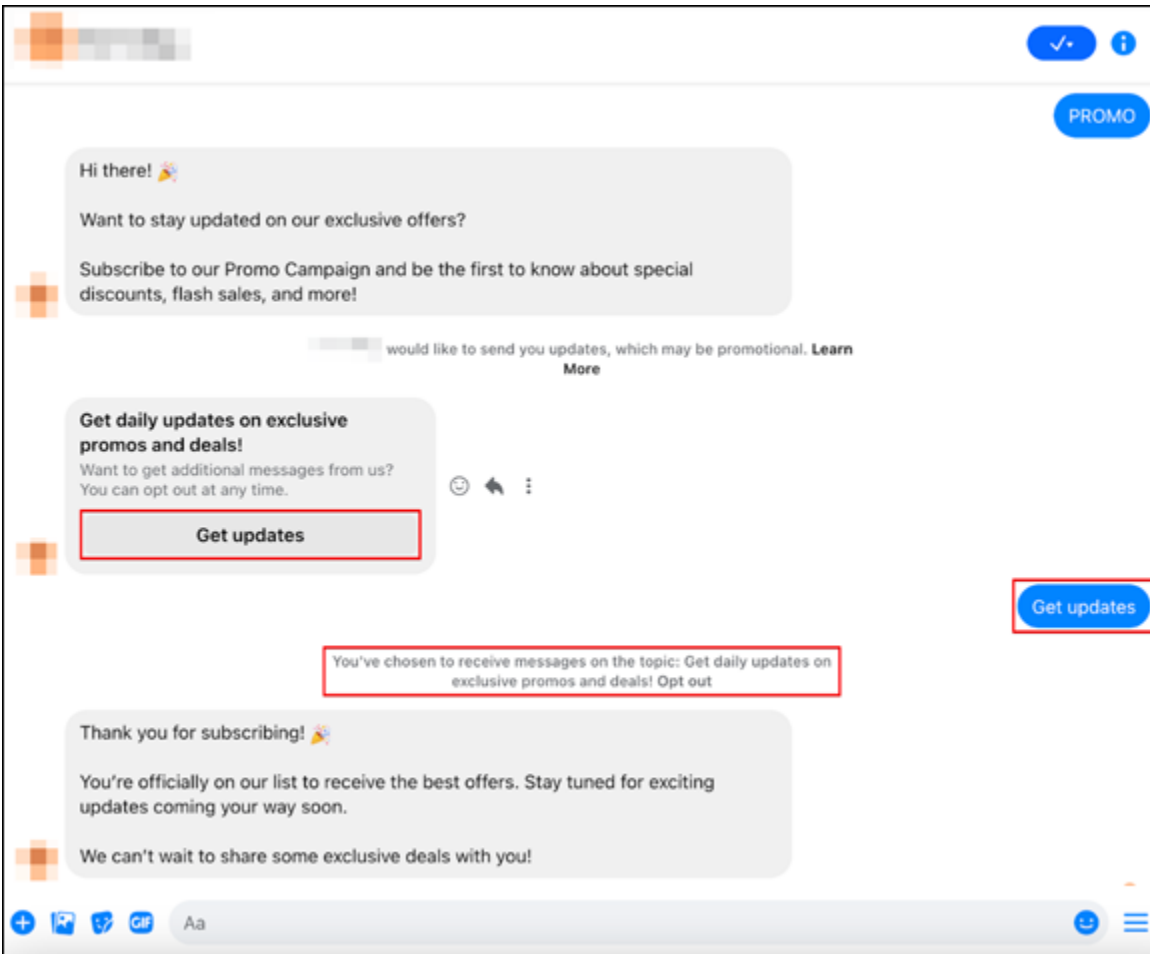 PROMO
Hi there! 🎉
Want to stay updated on our exclusive offers?
Subscribe to our Promo Campaign and be the first to know about special
discounts, flash sales, and more!
would like to send you updates, which may be promotional. Learn
More
Get daily updates on exclusive
promos and deals!
Want to get additional messages from us?
You can opt out at any time.
Get updates
Get updates
You've chosen to receive messages on the topic: Get daily updates on
exclusive promos and deals! Opt out
Thank you for subscribing! 🎉
You're officially on our list to receive the best offers. Stay tuned for exciting
updates coming your way soon.
We can't wait to share some exclusive deals with you!
GIF
Aa